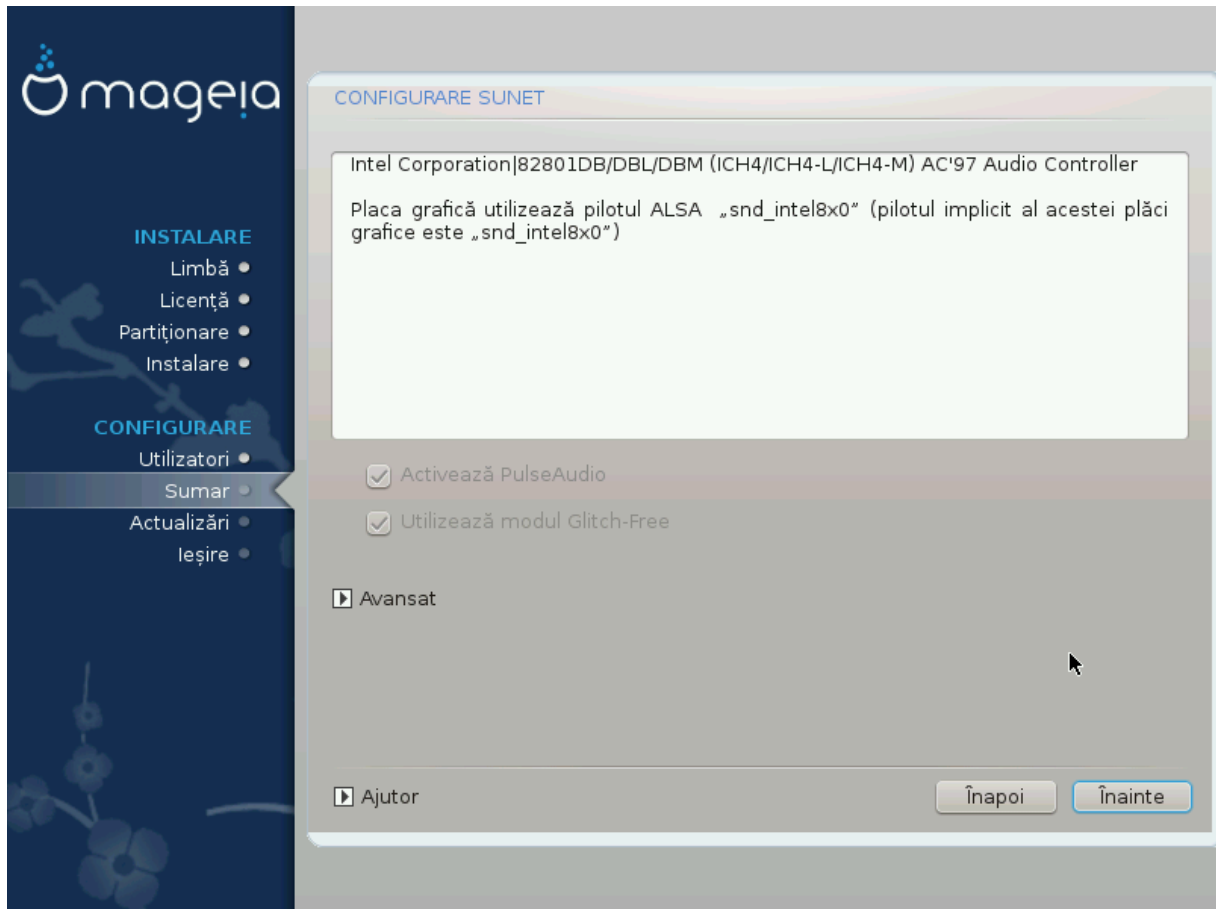 mageia
INSTALARE
Limbă
Licență
Partiționare
Instalare
CONFIGURARE
Utilizatori
Sumar
Actualizări
Ieșire
CONFIGURARE SUNET
Intel Corporation|82801DB/DBL/DBM (ICH4/ICH4-L/ICH4-M) AC'97 Audio Controller
Placa grafică utilizează pilotul ALSA „snd_intel8x0” (pilotul implicit al acestei plăci
grafice este „snd_intel8x0”)
Activează PulseAudio
Utilizează modul Glitch-Free
Avansat
Ajutor
Înapoi
Înainte